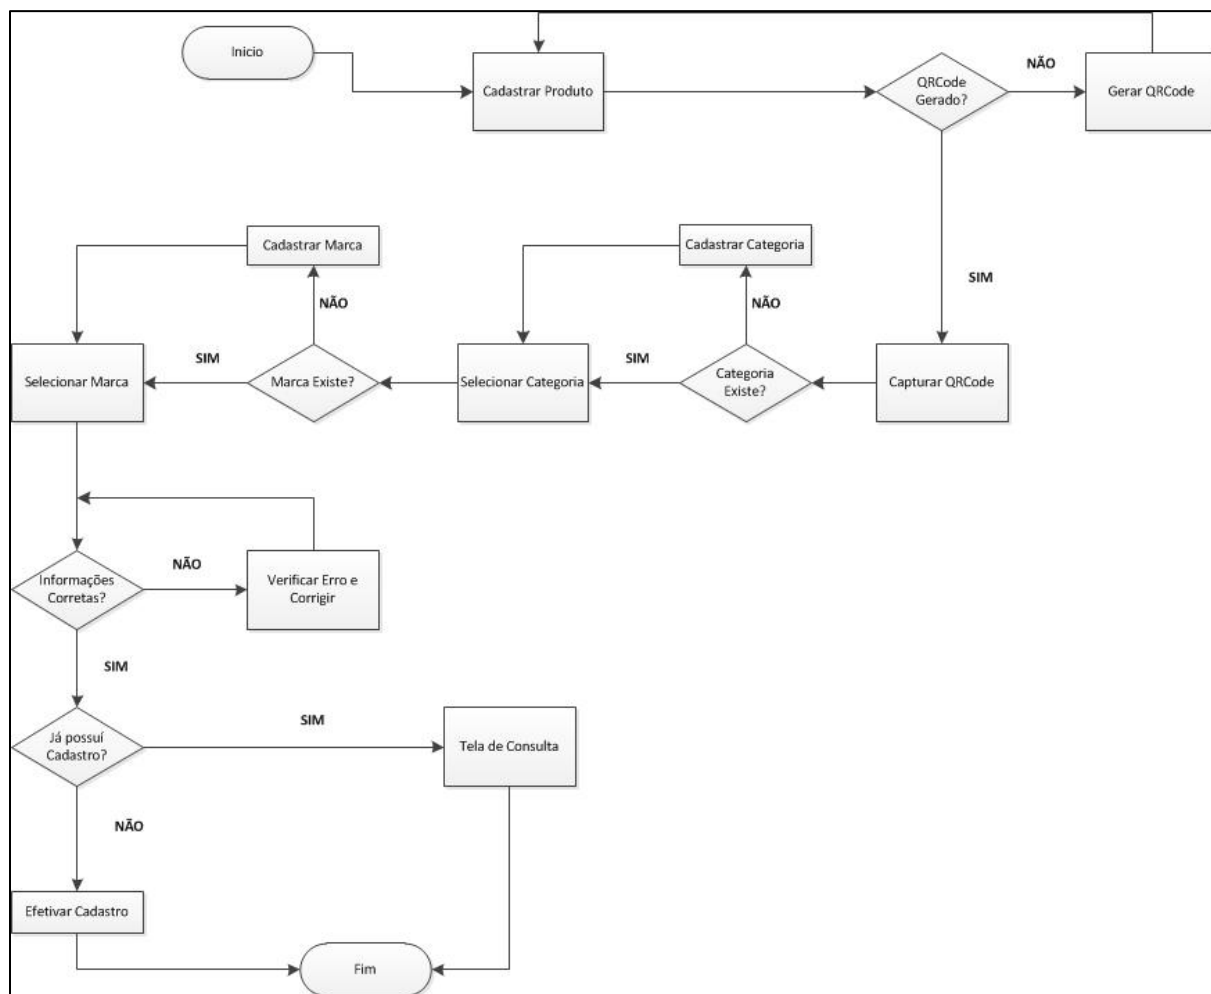 Inicio
Cadastrar Produto
QRCode
Gerado?
NÃO
Gerar QRCode
SIM
Cadastrar Marca
NÃO
Cadastrar Categoria
NÃO
Selecionar Marca
SIM
Marca Existe?
Selecionar Categoria
SIM
Categoria
Existe?
Capturar QRCode
Informações
Corretas?
NÃO
Verificar Erro e
Corrigir
SIM
Já possuí
Cadastro?
SIM
Tela de Consulta
NÃO
Efetivar Cadastro
Fim